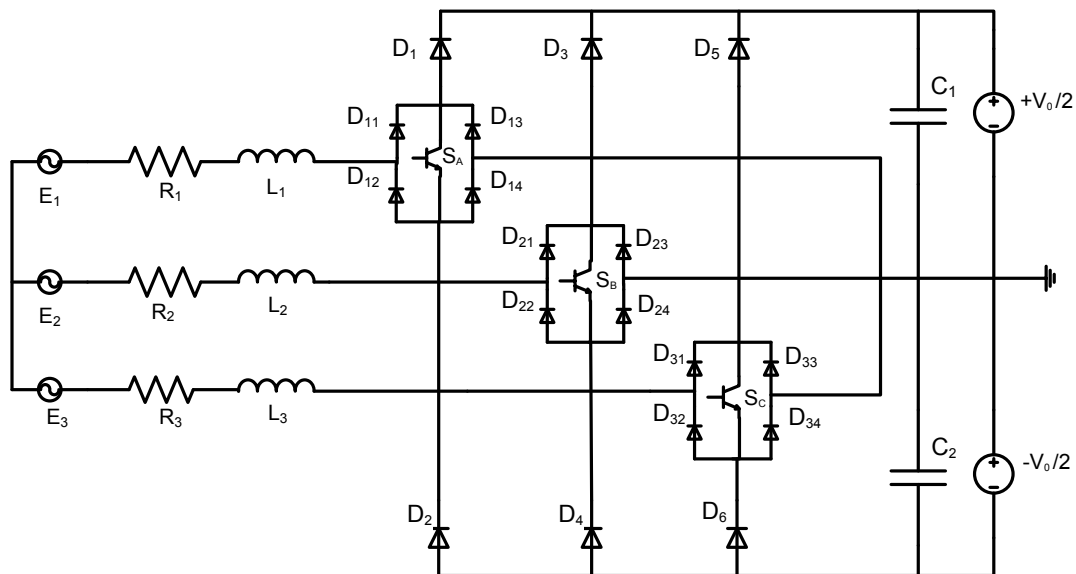 D1 D3 D5
C1 +V0/2
D11 D13
SA
D12 D14
E1 R1 L1
D21 D23
SB
D22 D24
E2 R2 L2
D31 D33
SC
D32 D34
E3 R3 L3
C2 -V0/2
D2 D4 D6